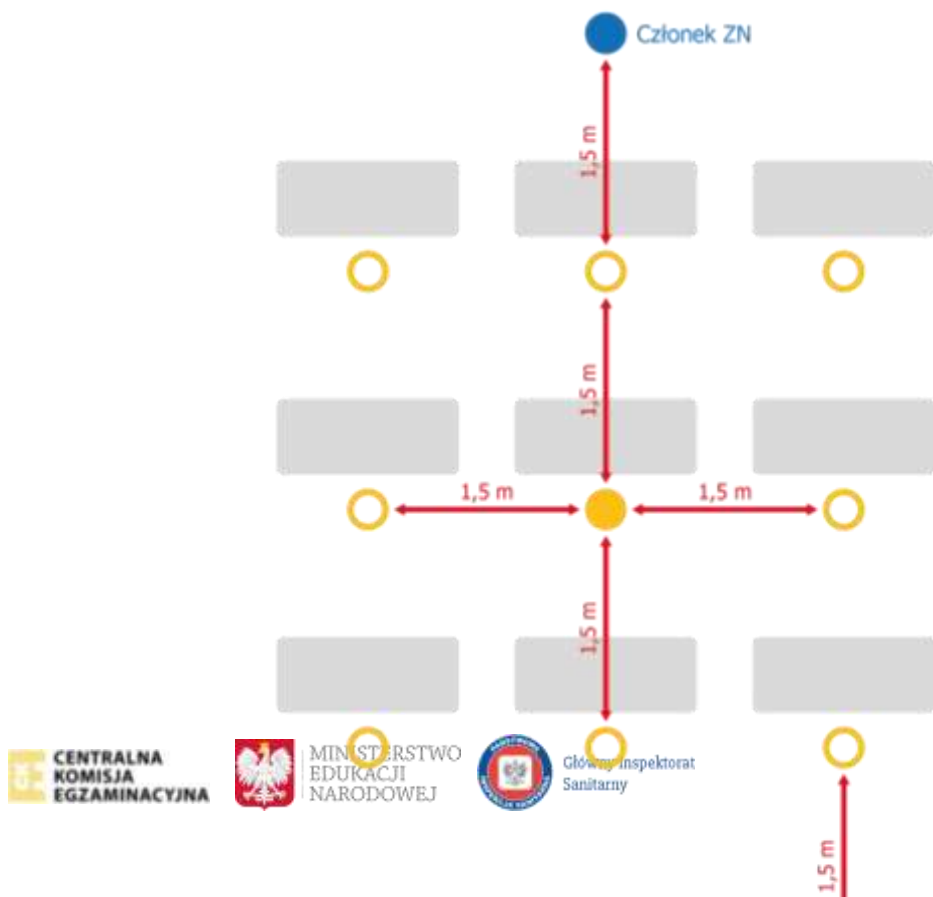 Członek ZN
1,5 m
1,5 m
1,5 m
1,5 m
1,5 m
CENTRALNA
KOMISJA
EGZAMINACYJNA
MINISTERSTWO
EDUKACJI
NARODOWEJ
Główny Inspektorat
Sanitarny
1,5 m